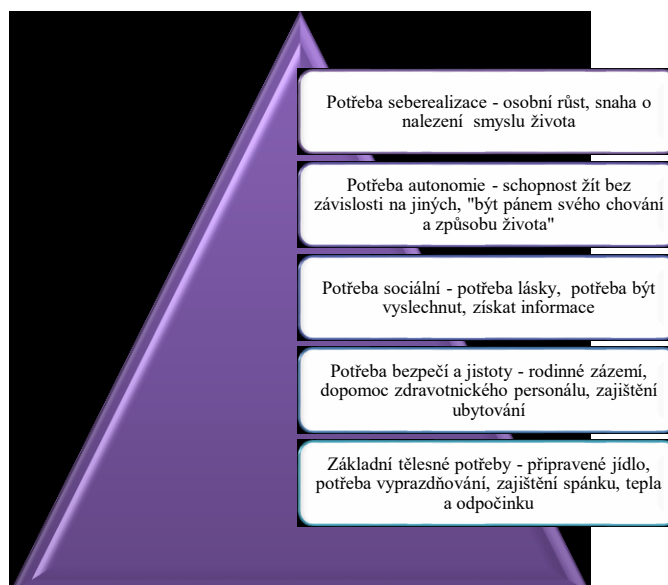 Potřeba seberealizace - osobní růst, snaha o
nalezení smyslu života
Potřeba autonomie - schopnost žít bez
závislosti na jiných, "být pánem svého chování
a způsobu života"
Potřeba sociální - potřeba lásky, potřeba být
vyslechnut, získat informace
Potřeba bezpečí a jistoty - rodinné zázemí,
dopomoc zdravotnického personálu, zajištění
ubytování
Základní tělesné potřeby - připravené jídlo,
potřeba vyprazdňování, zajištění spánku, tepla
a odpočinku